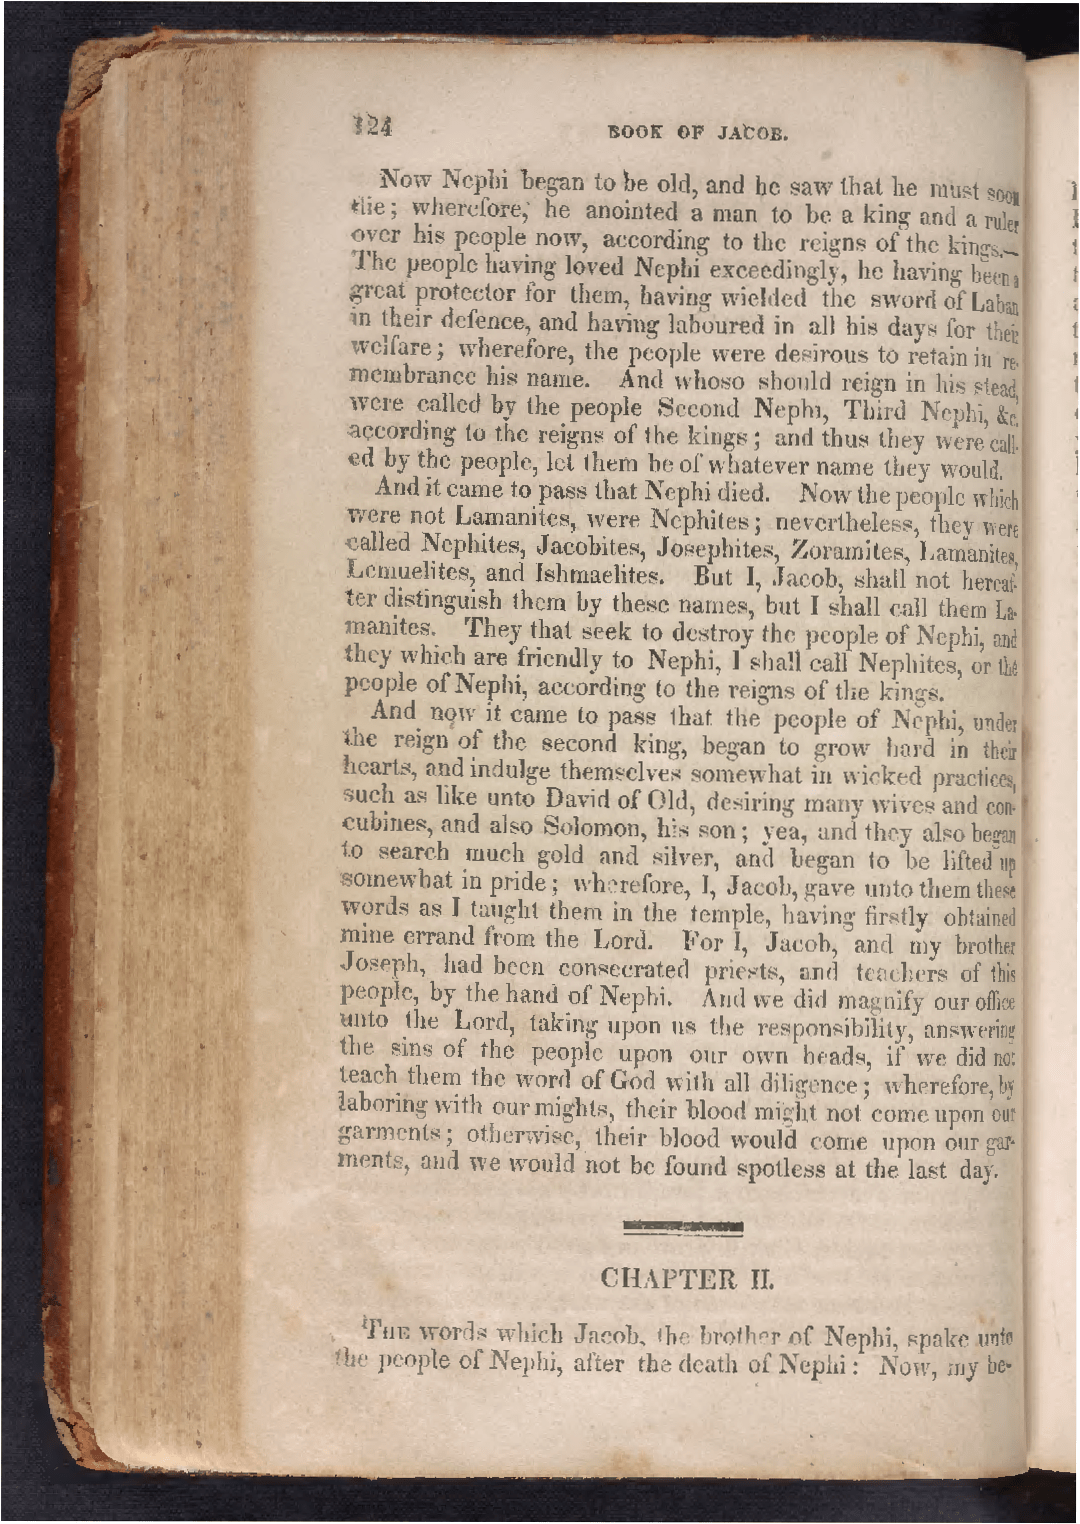 124 BOOK OF JACOB.
Now Nephi began to be old, and he saw that he must soon
die; wherefore, he anointed a man to be a king and a ruler
over his people now, according to the reigns of the kings.—
The people having loved Nephi exceedingly, he having been a
great protector for them, having wielded the sword of Laban
in their defence, and having laboured in all his days for their
welfare; wherefore, the people were desirous to retain in re-
membrance his name. And whoso should reign in his stead,
were called by the people Second Nephi, Third Nephi, &c.
according to the reigns of the kings; and thus they were call-
ed by the people, let them be of whatever name they would.
And it came to pass that Nephi died. Now the people which
were not Lamanites, were Nephites; nevertheless, they were
called Nephites, Jacobites, Josephites, Zoramites, Lamanites,
Lemuelites, and Ishmaelites. But I, Jacob, shall not hereaf-
ter distinguish them by these names, but I shall call them La-
manites. They that seek to destroy the people of Nephi, and
they which are friendly to Nephi, I shall call Nephites, or the
people of Nephi, according to the reigns of the kings.
And now it came to pass that the people of Nephi, under
the reign of the second king, began to grow hard in their
hearts, and indulge themselves somewhat in wicked practices,
such as like unto David of Old, desiring many wives and con-
cubines, and also Solomon, his son; yea, and they also began
to search much gold and silver, and began to be lifted up
somewhat in pride; wherefore, I, Jacob, gave unto them these
words as I taught them in the temple, having firstly obtained
mine errand from the Lord. For I, Jacob, and my brother
Joseph, had been consecrated priests, and teachers of this
people, by the hand of Nephi. And we did magnify our office
unto the Lord, taking upon us the responsibility, answering
the sins of the people upon our own heads, if we did not
teach them the word of God with all diligence; wherefore, by
laboring with our mights, their blood might not come upon our
garments; otherwise, their blood would come upon our gar-
ments, and we would not be found spotless at the last day.
CHAPTER II.
THE words which Jacob, the brother of Nephi, spake unto
the people of Nephi, after the death of Nephi: Now, my be-